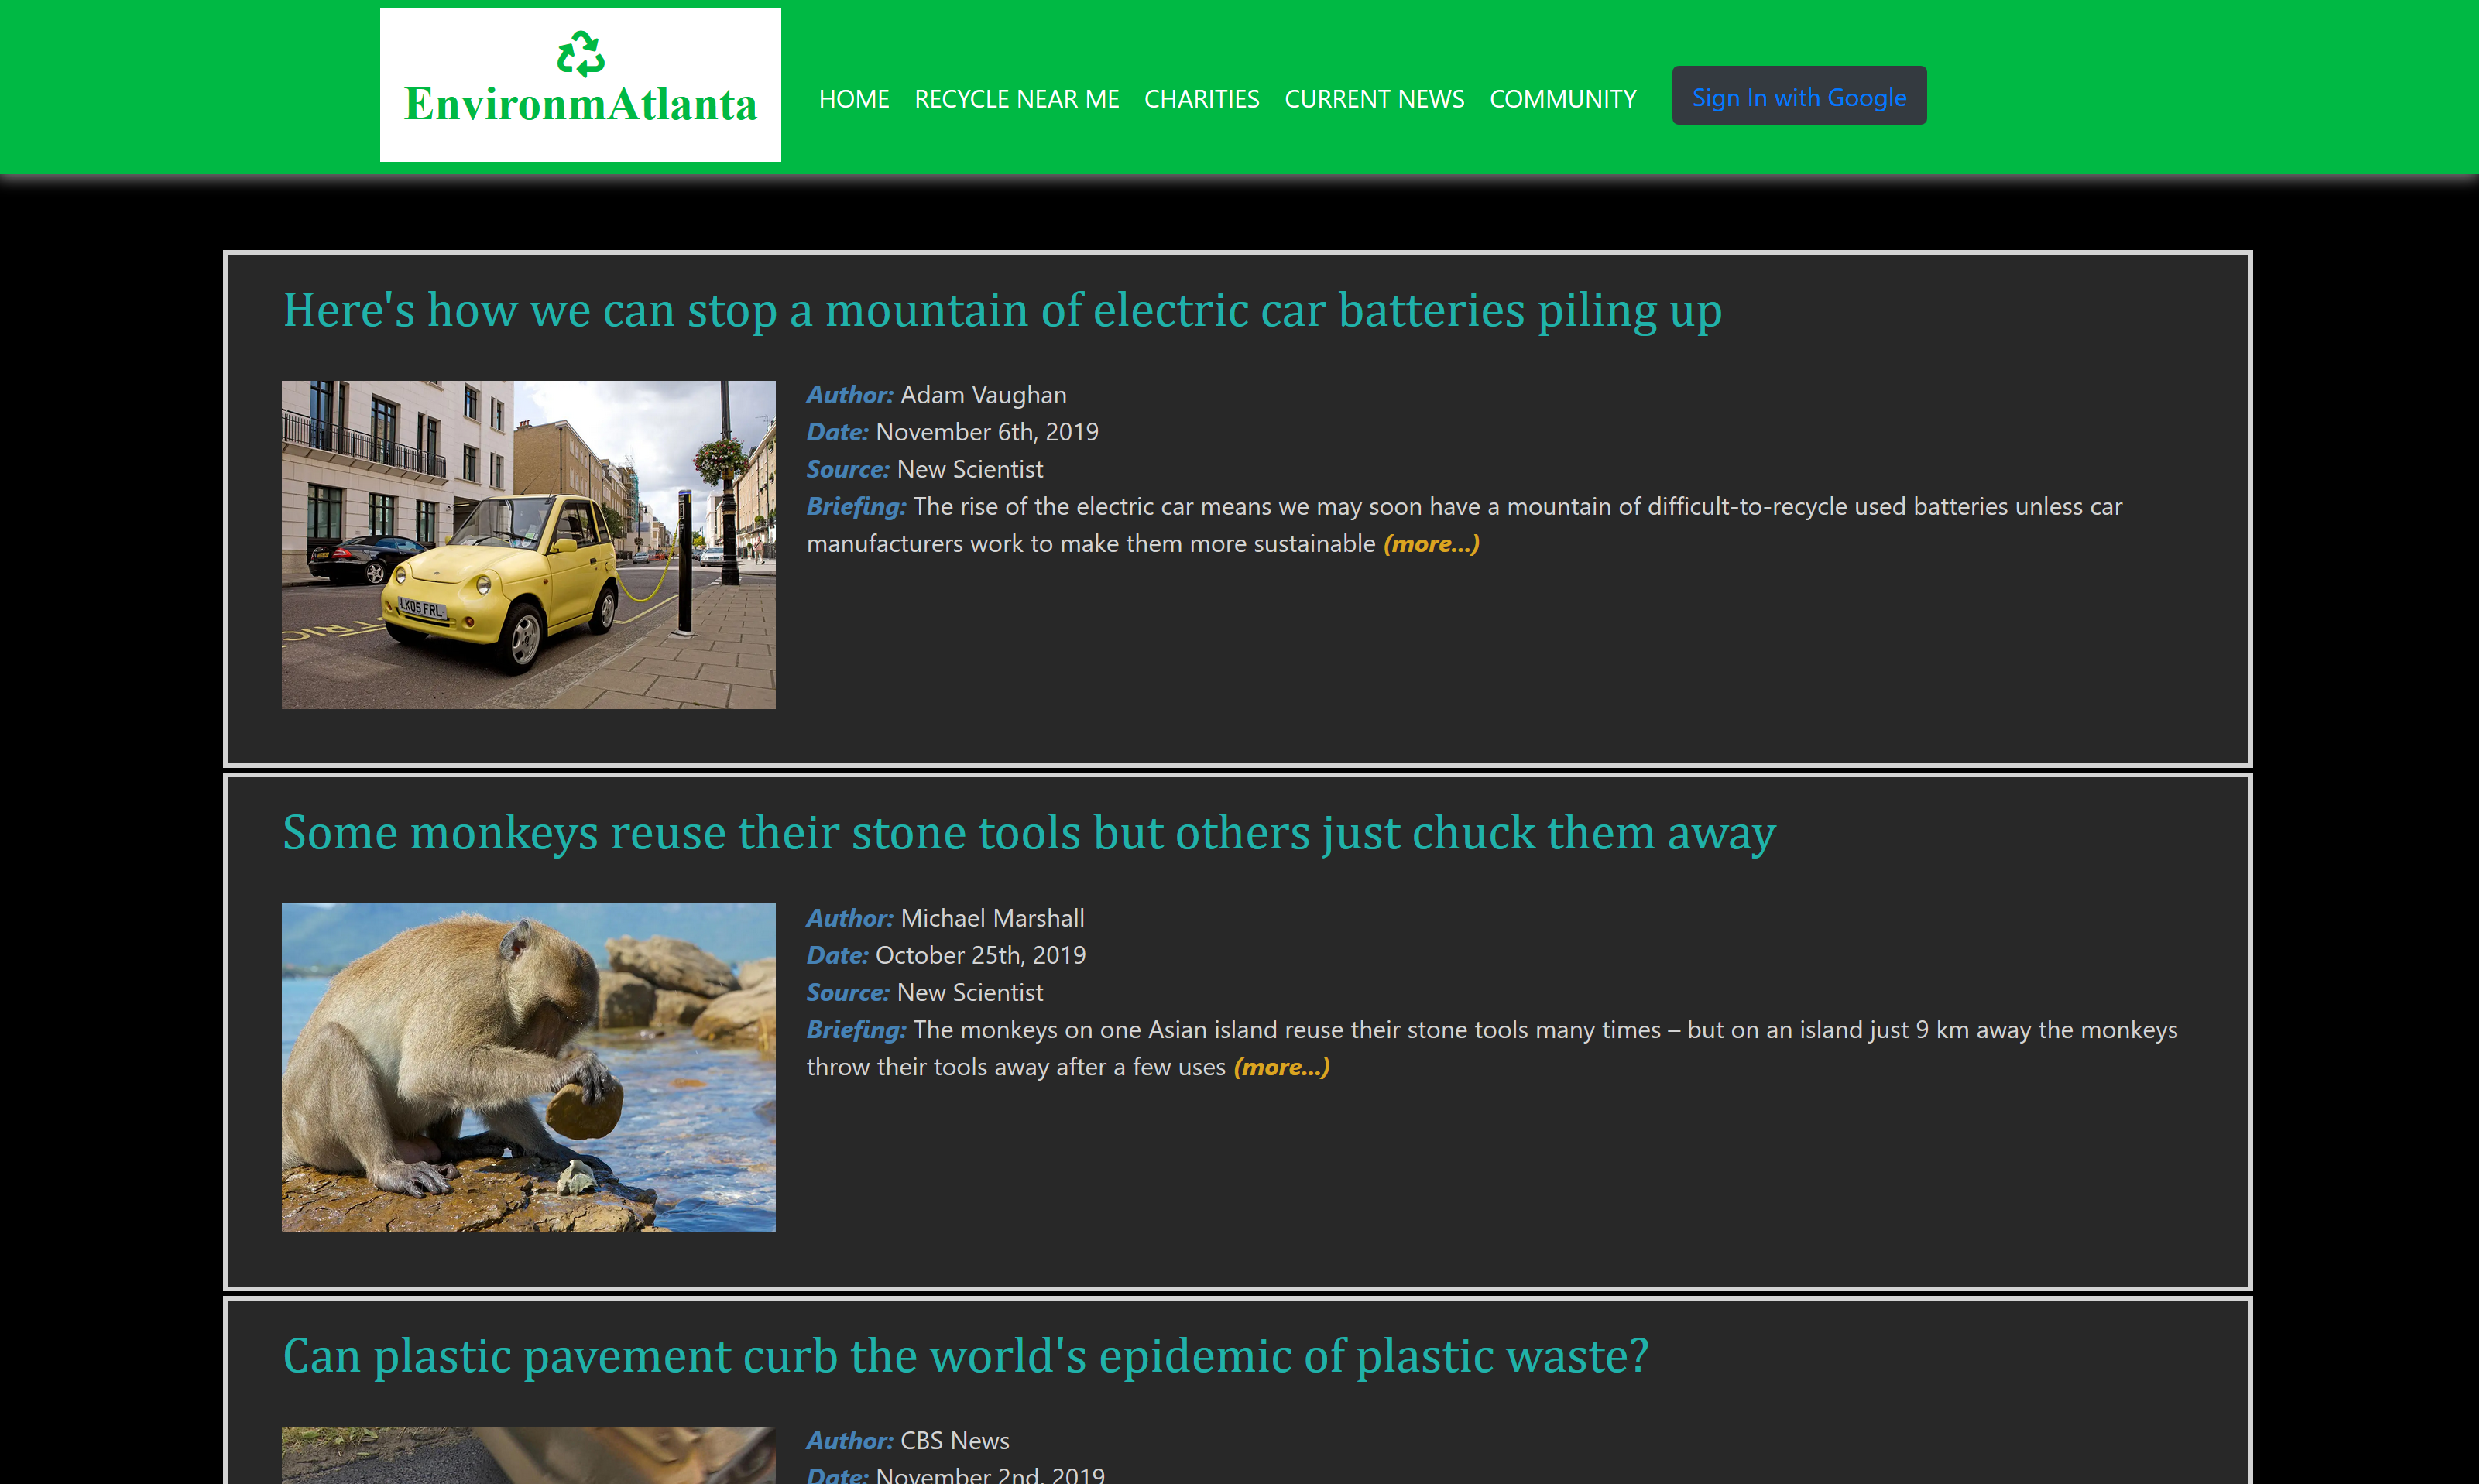 EnvironmAtlanta
HOME RECYCLE NEAR ME CHARITIES CURRENT NEWS COMMUNITY Sign In with Google
Here's how we can stop a mountain of electric car batteries piling up
Author: Adam Vaughan
Date: November 6th, 2019
Source: New Scientist
Briefing: The rise of the electric car means we may soon have a mountain of difficult-to-recycle used batteries unless car
manufacturers work to make them more sustainable (more...)
LK05 FRL
Some monkeys reuse their stone tools but others just chuck them away
Author: Michael Marshall
Date: October 25th, 2019
Source: New Scientist
Briefing: The monkeys on one Asian island reuse their stone tools many times – but on an island just 9 km away the monkeys
throw their tools away after a few uses (more...)
Can plastic pavement curb the world's epidemic of plastic waste?
Author: CBS News
Date: November 2nd, 2019